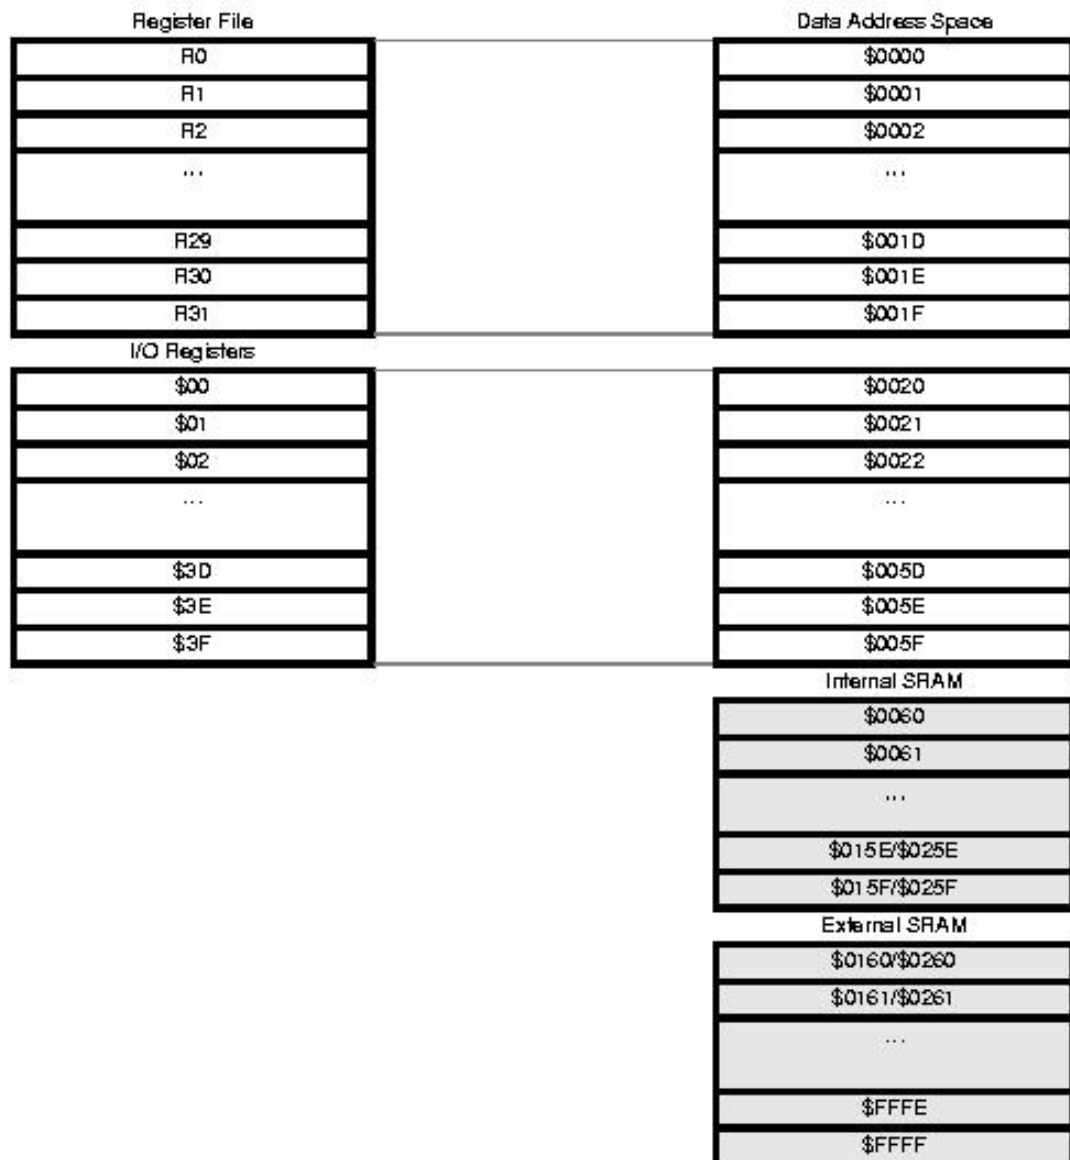 Register File Data Address Space
R0 $0000
R1 $0001
R2 $0002
... ...
R29 $001D
R30 $001E
R31 $001F
I/O Registers
$00 $0020
$01 $0021
$02 $0022
... ...
$3D $005D
$3E $005E
$3F $005F
Internal SRAM
$0060
$0061
...
$015E/$025E
$015F/$025F
External SRAM
$0160/$0260
$0161/$0261
...
$FFFE
$FFFF